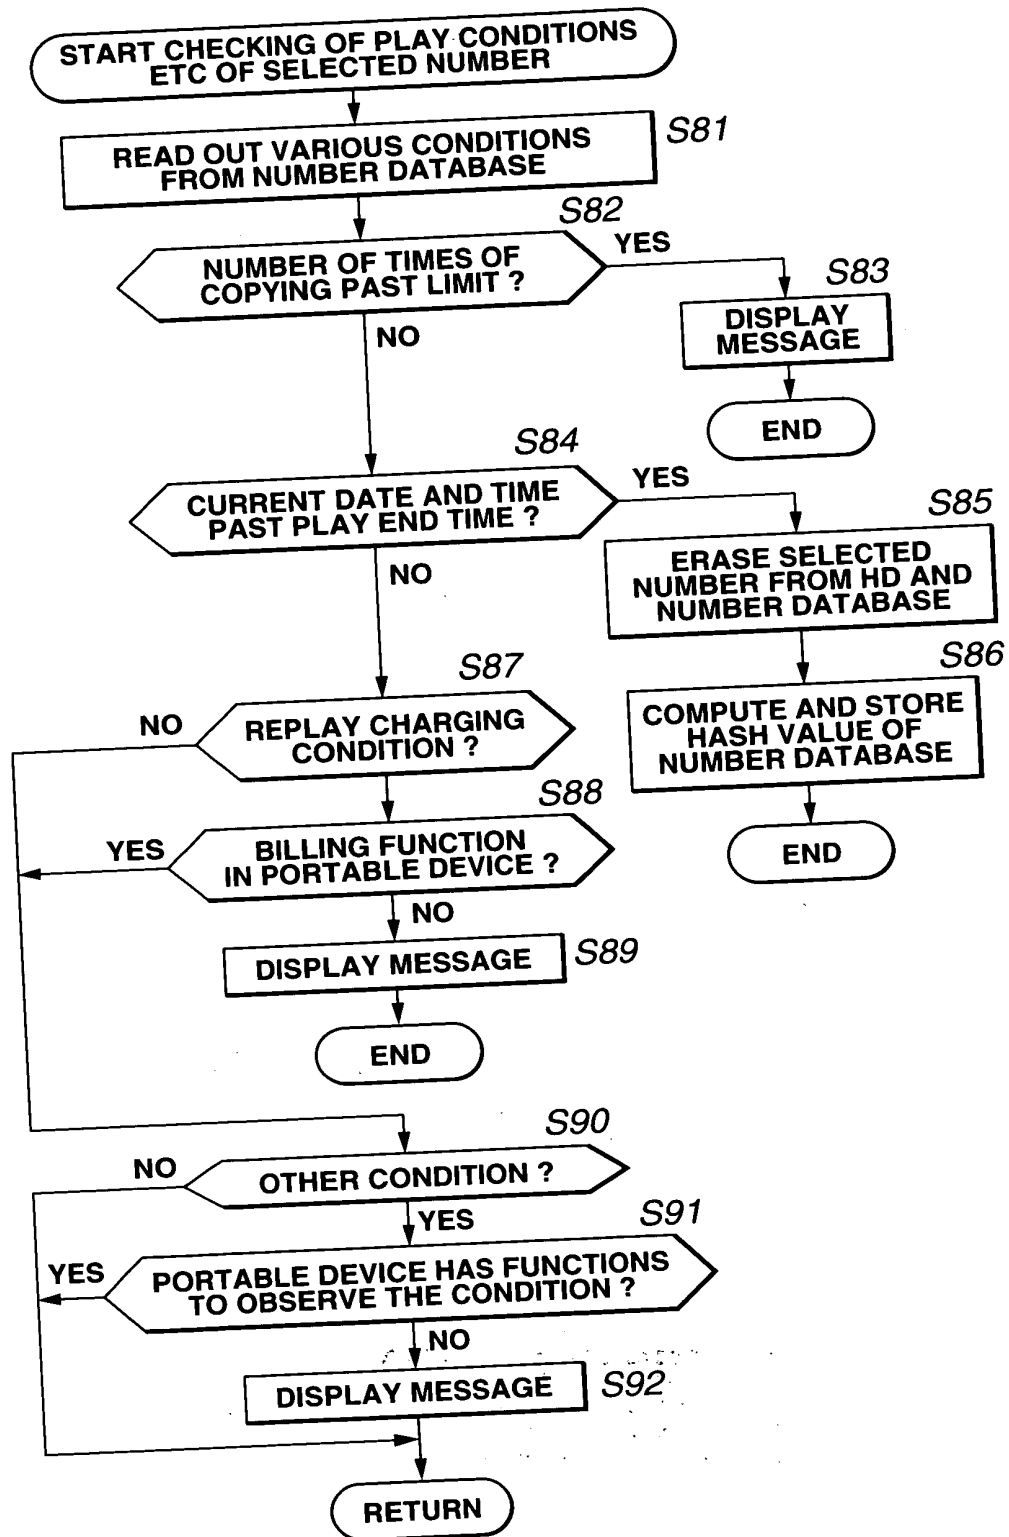 START CHECKING OF PLAY CONDITIONS
ETC OF SELECTED NUMBER
S81
READ OUT VARIOUS CONDITIONS
FROM NUMBER DATABASE
S82
NUMBER OF TIMES OF
COPYING PAST LIMIT ?
YES
NO
S83
DISPLAY
MESSAGE
END
S84
CURRENT DATE AND TIME
PAST PLAY END TIME ?
YES
NO
S85
ERASE SELECTED
NUMBER FROM HD AND
NUMBER DATABASE
S86
COMPUTE AND STORE
HASH VALUE OF
NUMBER DATABASE
END
S87
REPLAY CHARGING
CONDITION ?
NO
S88
BILLING FUNCTION
IN PORTABLE DEVICE ?
YES
NO
DISPLAY MESSAGE
S89
END
S90
OTHER CONDITION ?
NO
YES
S91
PORTABLE DEVICE HAS FUNCTIONS
TO OBSERVE THE CONDITION ?
YES
NO
DISPLAY MESSAGE
S92
RETURN